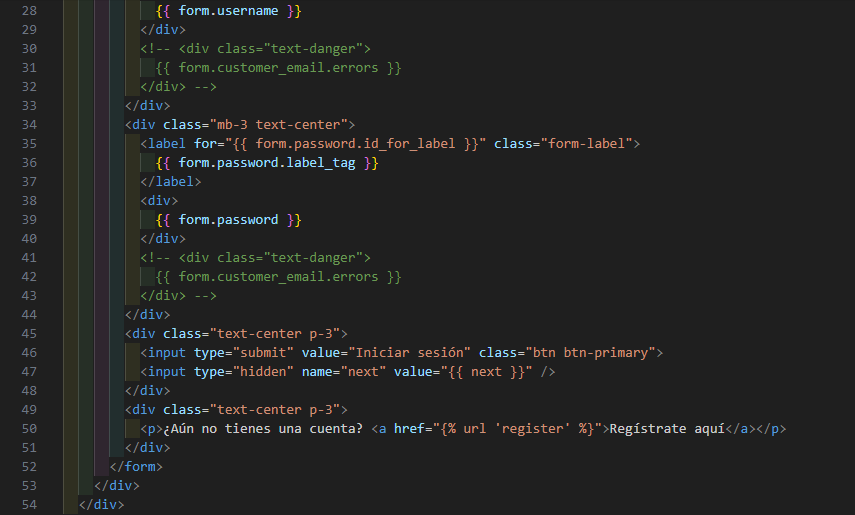 28 {{ form.username }}
29 </div>
30 <!-- <div class="text-danger">
31 {{ form.customer_email.errors }}
32 </div> -->
33 </div>
34 <div class="mb-3 text-center">
35 <label for="{{ form.password.id_for_label }}" class="form-label">
36 {{ form.password.label_tag }}
37 </label>
38 <div>
39 {{ form.password }}
40 </div>
41 <!-- <div class="text-danger">
42 {{ form.customer_email.errors }}
43 </div> -->
44 </div>
45 <div class="text-center p-3">
46 <input type="submit" value="Iniciar sesión" class="btn btn-primary">
47 <input type="hidden" name="next" value="{{ next }}" />
48 </div>
49 <div class="text-center p-3">
50 <p>¿Aún no tienes una cuenta? <a href="{% url 'register' %}">Regístrate aquí</a></p>
51 </div>
52 </form>
53 </div>
54 </div>